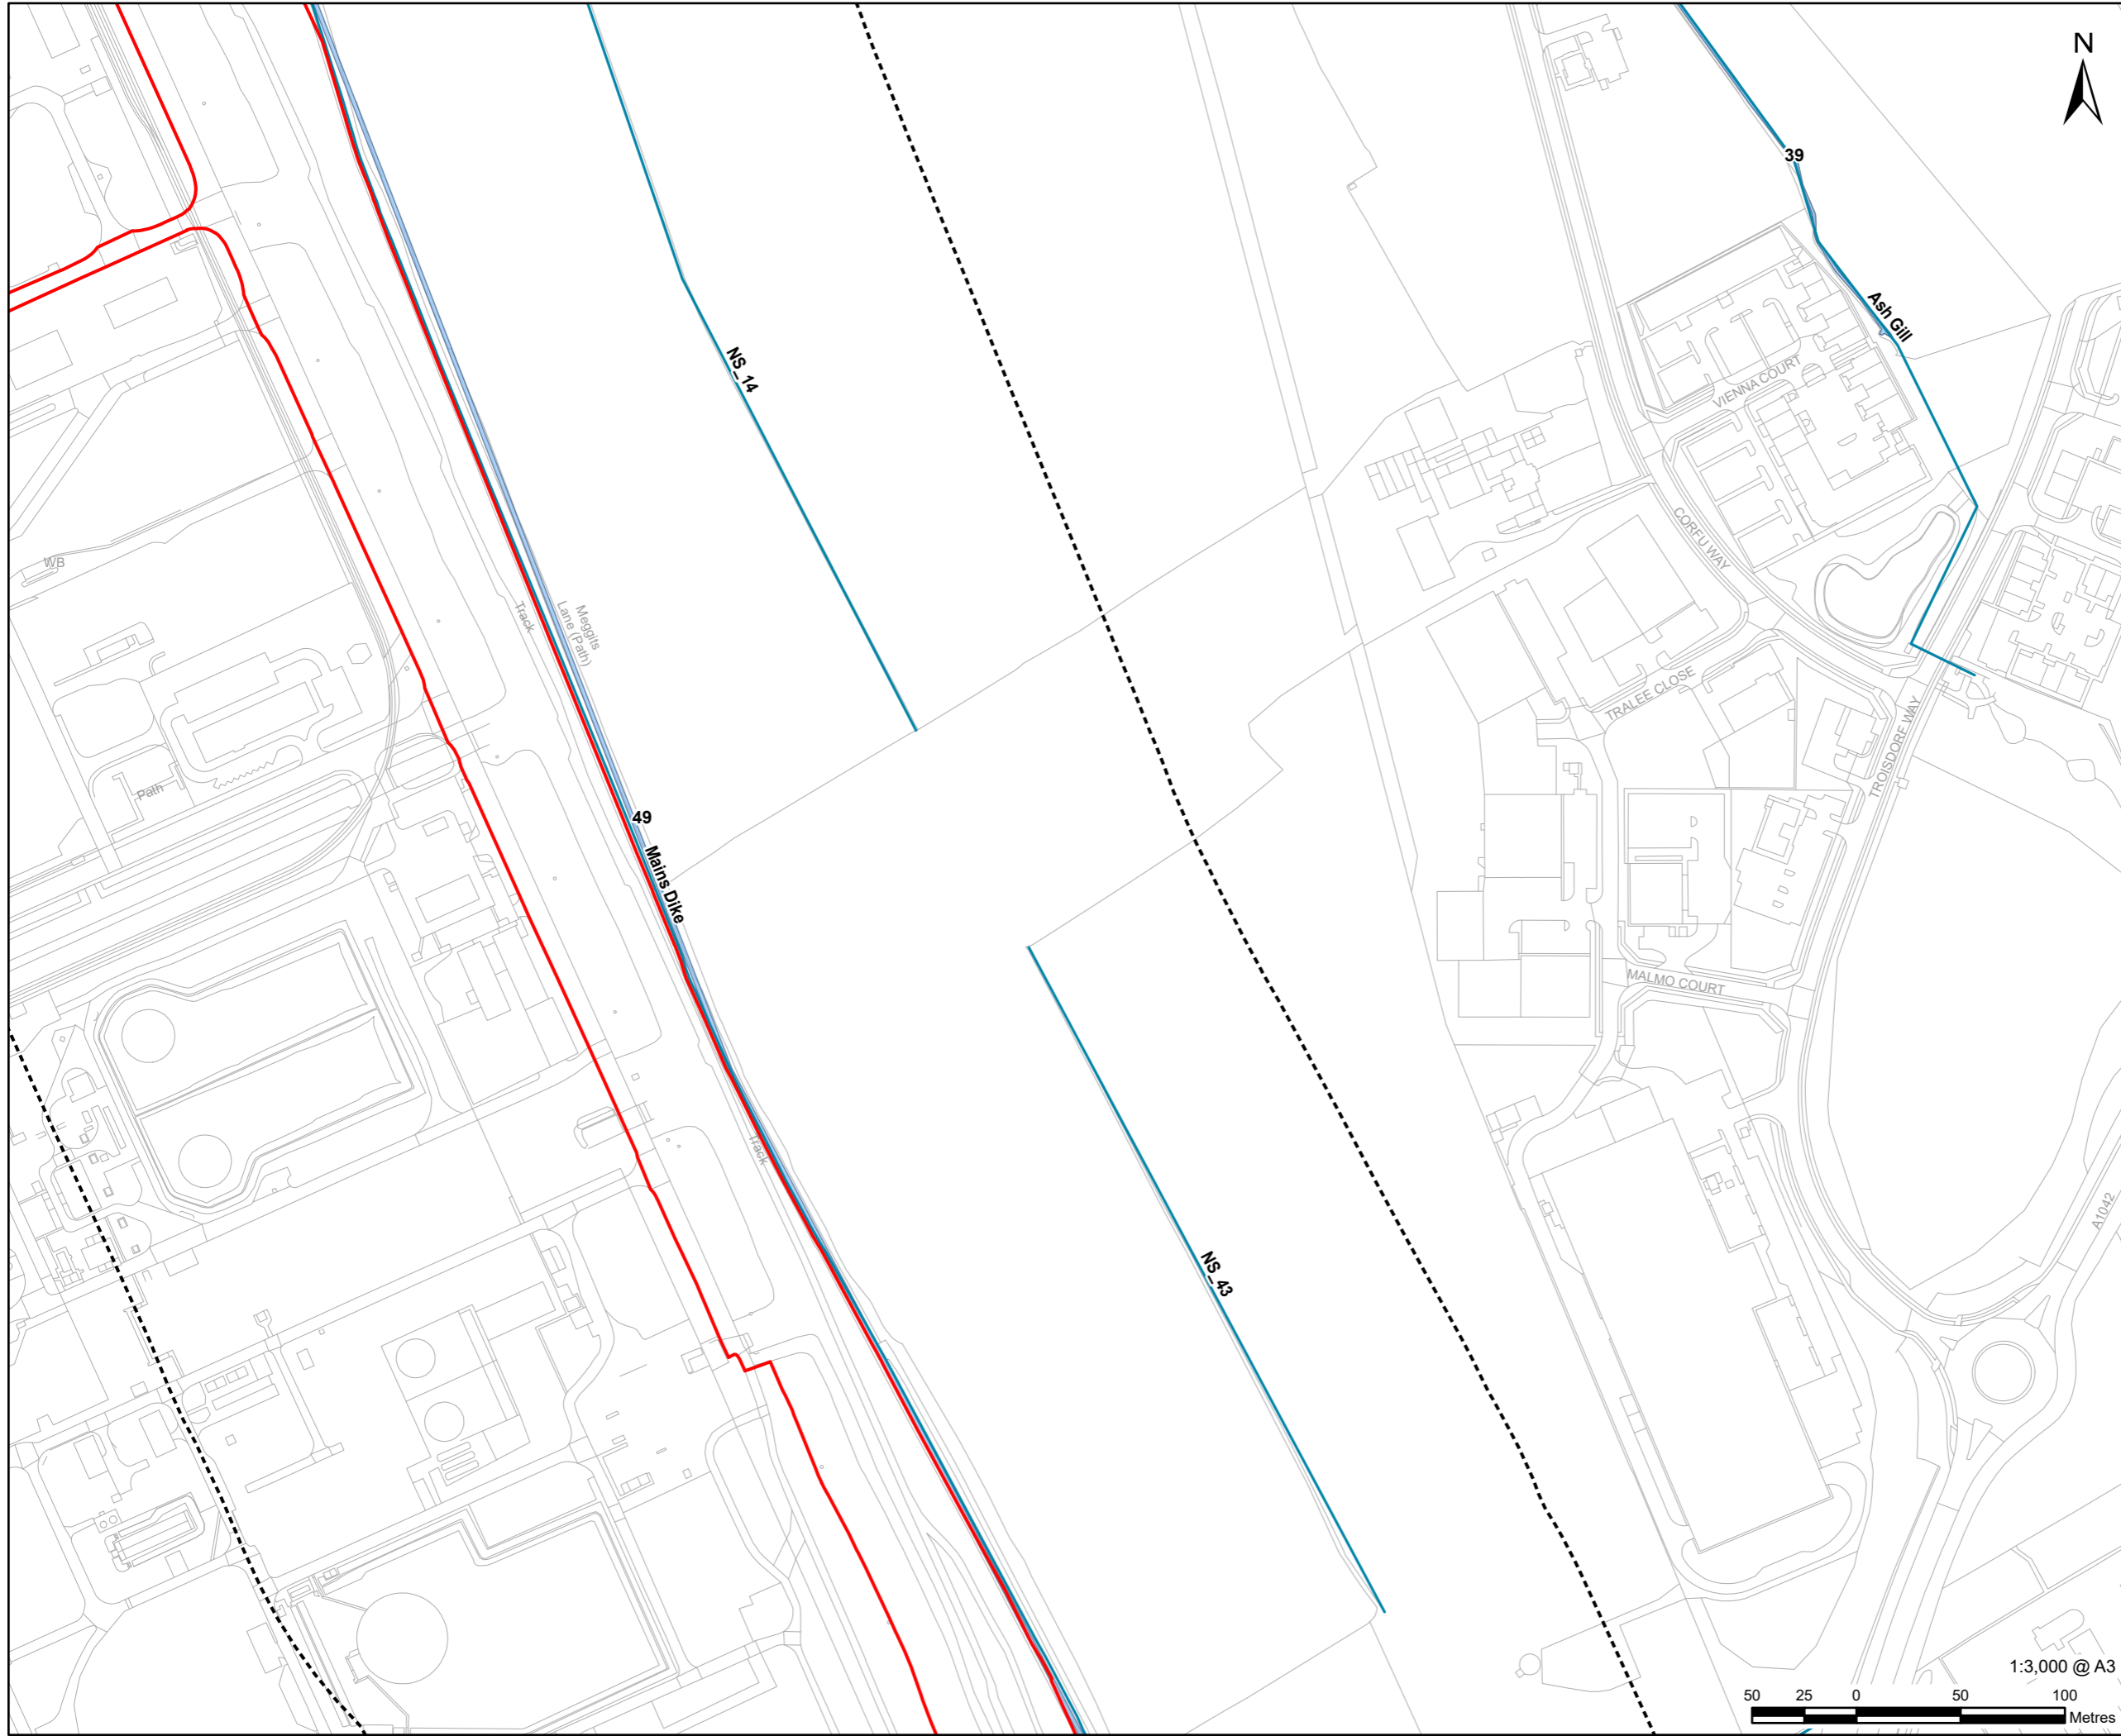 N
39
Ash Gill
NS_14
VIENNA COURT
CORFU WAY
WB
Track
Meggits
Lane (Path)
TRALEE CLOSE
TROISDORF WAY
Path
49
Mains Dike
MALMO COURT
Track
A1042
NS_43
1:3,000 @ A3
50 25 0 50 100
Metres